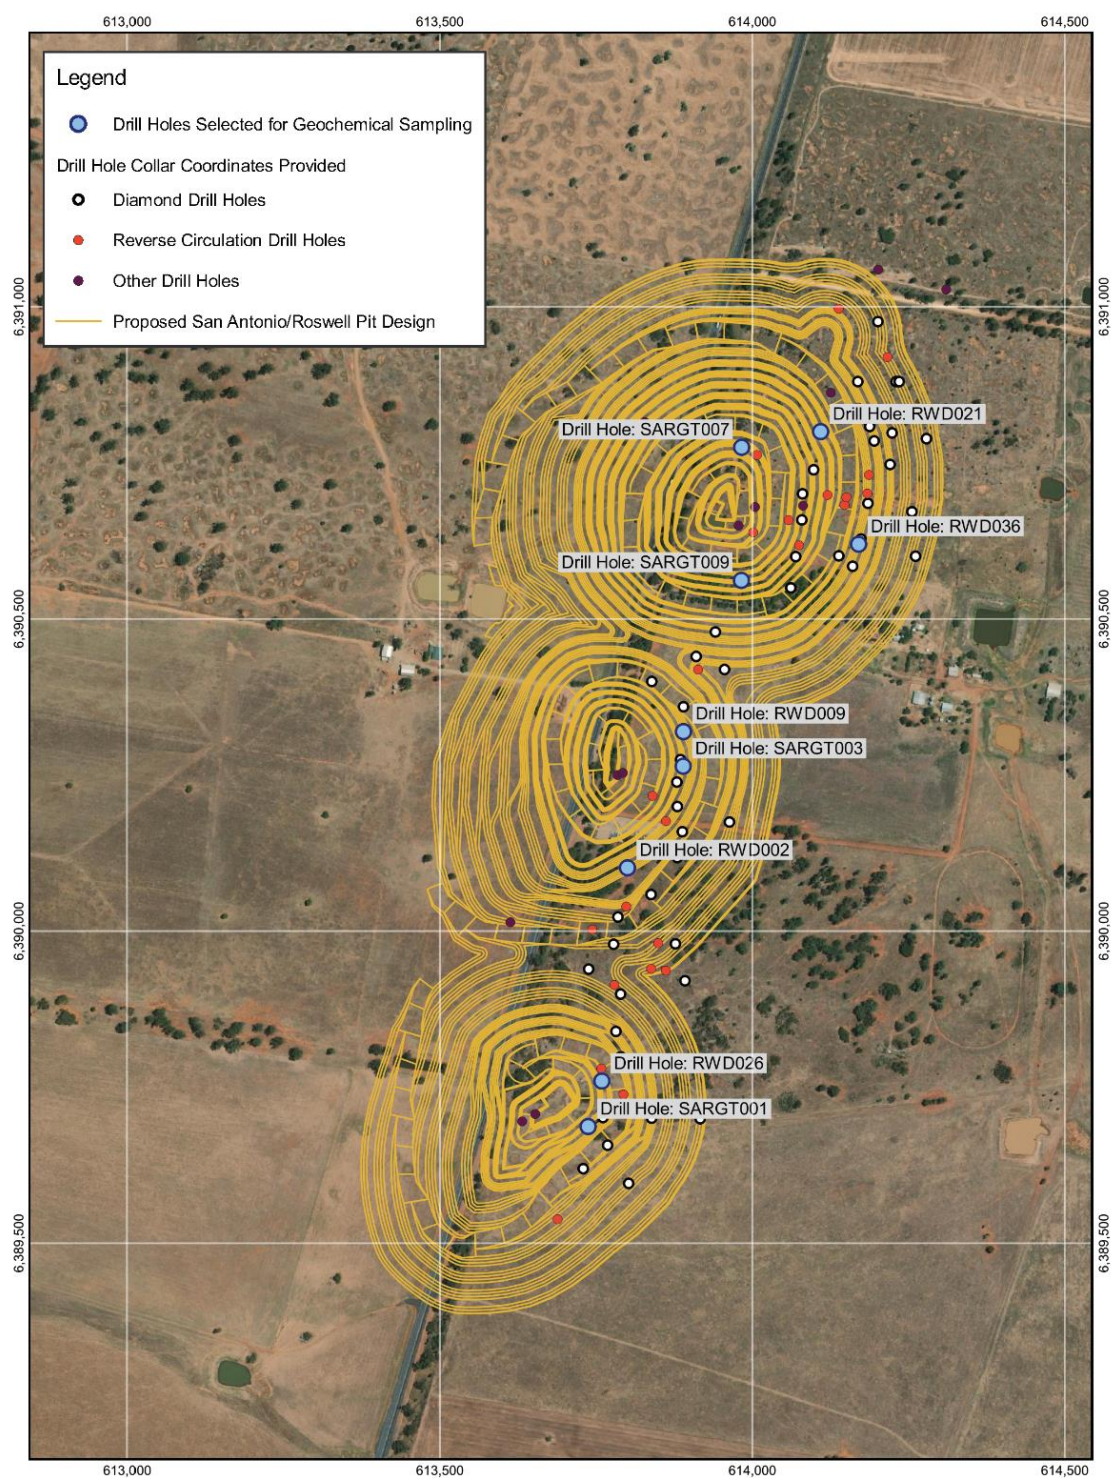 613,000
613,500
614,000
614,500
Legend
Drill Holes Selected for Geochemical Sampling
Drill Hole Collar Coordinates Provided
Diamond Drill Holes
Reverse Circulation Drill Holes
Other Drill Holes
Proposed San Antonio/Roswell Pit Design
6,391,000
6,391,000
Drill Hole: RWD021
Drill Hole: SARGT007
Drill Hole: RWD036
Drill Hole: SARGT009
6,390,500
6,390,500
Drill Hole: RWD009
Drill Hole: SARGT003
Drill Hole: RWD002
6,390,000
6,390,000
Drill Hole: RWD026
Drill Hole: SARGT001
6,389,500
6,389,500
613,000
613,500
614,000
614,500